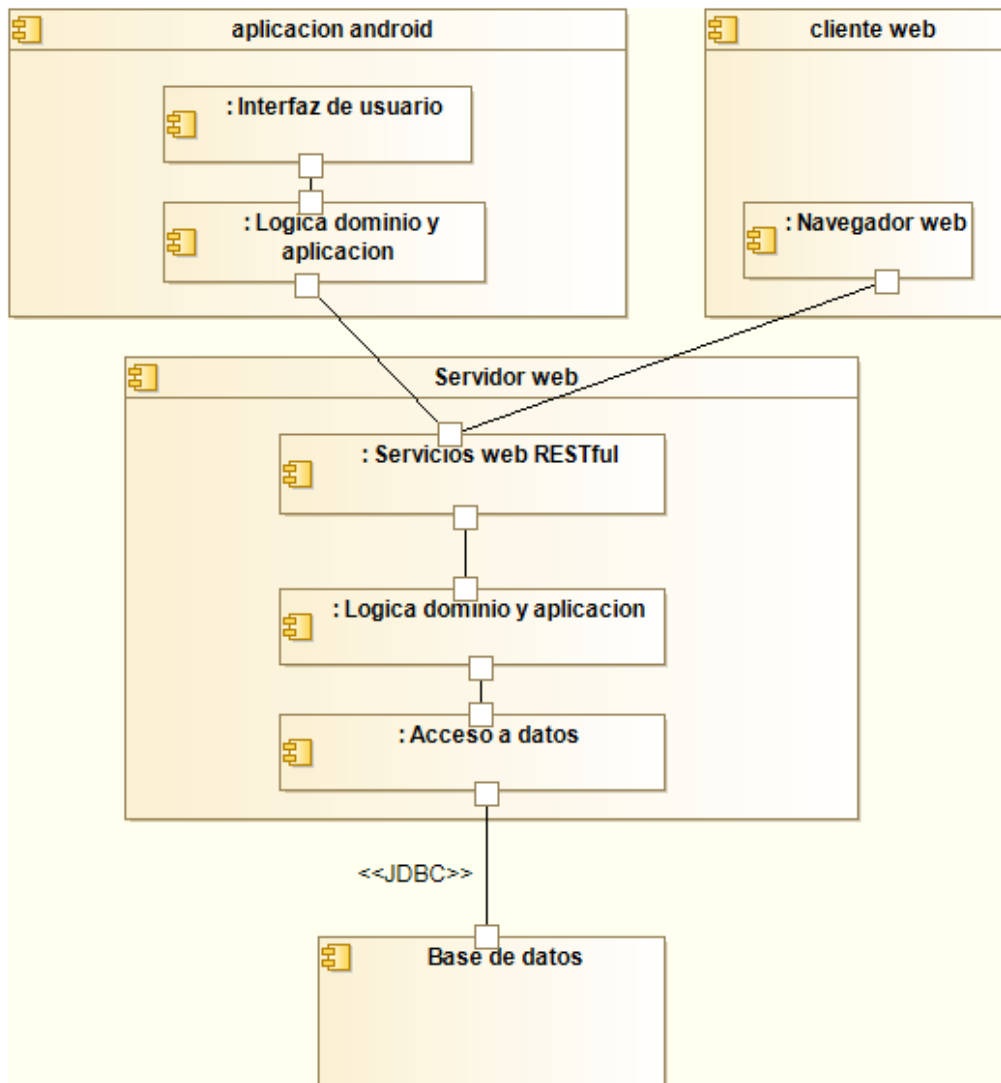 aplicacion android
cliente web
: Interfaz de usuario
: Logica dominio y
aplicacion
: Navegador web
Servidor web
: Servicios web RESTful
: Logica dominio y aplicacion
: Acceso a datos
<<JDBC>>
Base de datos